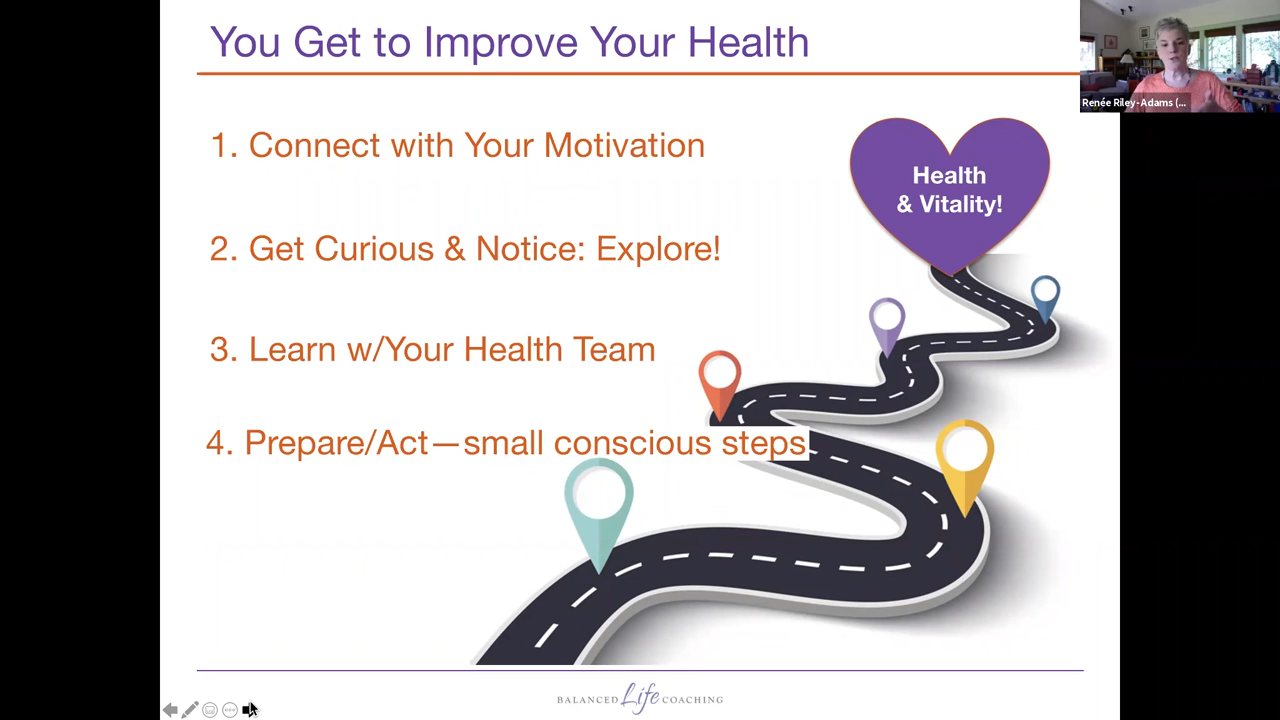 You Get to Improve Your Health
Renée Riley-Adams (...
1. Connect with Your Motivation
Health
& Vitality!
2. Get Curious & Notice: Explore!
3. Learn w/Your Health Team
4. Prepare/Act—small conscious steps
BALANCED Life COACHING